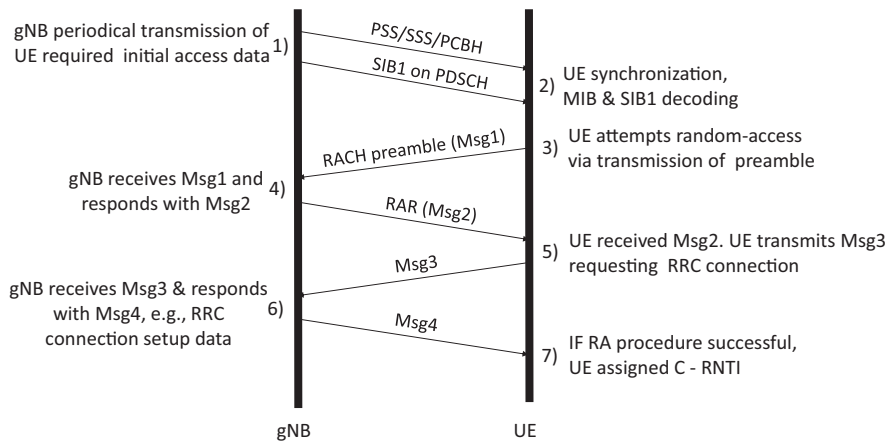 gNB periodical transmission of
UE required initial access data
1)
PSS/SSS/PCBH
SIB1 on PDSCH
2)
UE synchronization,
MIB & SIB1 decoding
3)
UE attempts random-access
via transmission of preamble
RACH preamble (Msg1)
gNB receives Msg1 and
responds with Msg2
4)
RAR (Msg2)
5)
UE received Msg2. UE transmits Msg3
requesting RRC connection
Msg3
gNB receives Msg3 & responds
with Msg4, e.g., RRC
connection setup data
6)
Msg4
7)
IF RA procedure successful,
UE assigned C - RNTI
gNB
UE